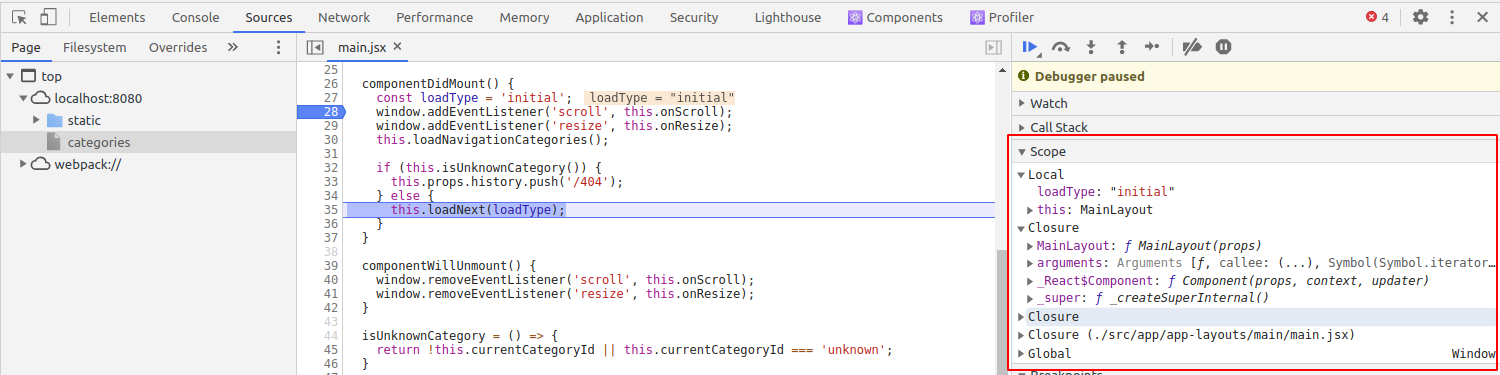 Elements Console Sources Network Performance Memory Application Security Lighthouse Components Profiler 4
Page Filesystem Overrides
top
localhost:8080
static
categories
webpack://
main.jsx
25
26 componentDidMount() {
27 const loadType = 'initial'; loadType = "initial"
28 window.addEventListener('scroll', this.onScroll);
29 window.addEventListener('resize', this.onResize);
30 this.loadNavigationCategories();
31
32 if (this.isUnknownCategory()) {
33 this.props.history.push('/404');
34 } else {
35 this.loadNext(loadType);
36 }
37 }
38
39 componentWillUnmount() {
40 window.removeEventListener('scroll', this.onScroll);
41 window.removeEventListener('resize', this.onResize);
42 }
43
44 isUnknownCategory = () => {
45 return !this.currentCategoryId || this.currentCategoryId === 'unknown';
46 }
47
Debugger paused
Watch
Call Stack
Scope
Local
loadType: "initial"
this: MainLayout
Closure
MainLayout: ƒ MainLayout(props)
arguments: Arguments [ƒ, callee: (...), Symbol(Symbol.iterator…
_React$Component: ƒ Component(props, context, updater)
_super: ƒ _createSuperInternal()
Closure
Closure (./src/app/app-layouts/main/main.jsx)
Global Window
Breakpoints